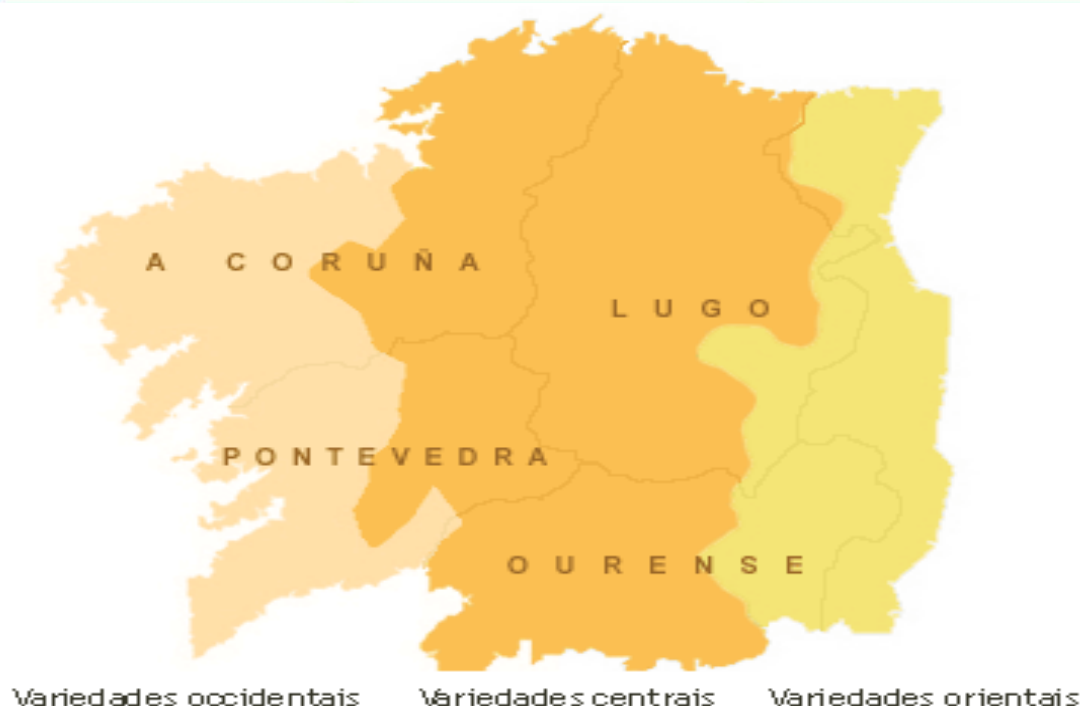 A CORUÑA
LUGO
PONTEVEDRA
OURENSE
Variedades occidentais Variedades centrais Variedades orientais